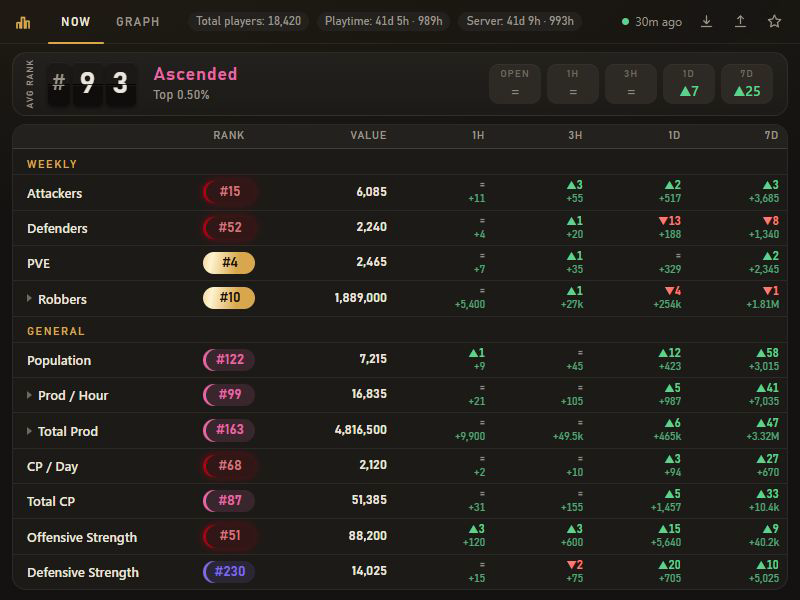 NOW GRAPH Total players: 18,420 Playtime: 41d 5h · 989h Server: 41d 9h · 993h 30m ago
AVG RANK # 9 3 Ascended OPEN = 1H = 3H = 1D ▲7 7D ▲25
Top 0.50%
RANK VALUE 1H 3H 1D 7D
WEEKLY
Attackers #15 6,085 = ▲3 ▲2 ▲3
+11 +55 +517 +3,685
Defenders #52 2,240 = ▲1 ▼13 ▼8
+4 +20 +188 +1,340
PVE #4 2,465 = ▲1 = ▲2
+7 +35 +329 +2,345
Robbers #10 1,889,000 = ▲1 ▼4 ▼1
+5,400 +27k +254k +1.81M
GENERAL
Population #122 7,215 ▲1 = ▲12 ▲58
+9 +45 +423 +3,015
Prod / Hour #99 16,835 = = ▲5 ▲41
+21 +105 +987 +7,035
Total Prod #163 4,816,500 = = ▲6 ▲47
+9,900 +49.5k +465k +3.32M
CP / Day #68 2,120 = = ▲3 ▲27
+2 +10 +94 +670
Total CP #87 51,385 = = ▲5 ▲33
+31 +155 +1,457 +10.4k
Offensive Strength #51 88,200 ▲3 ▲3 ▲15 ▲9
+120 +600 +5,640 +40.2k
Defensive Strength #230 14,025 = ▼2 ▲20 ▲10
+15 +75 +705 +5,025